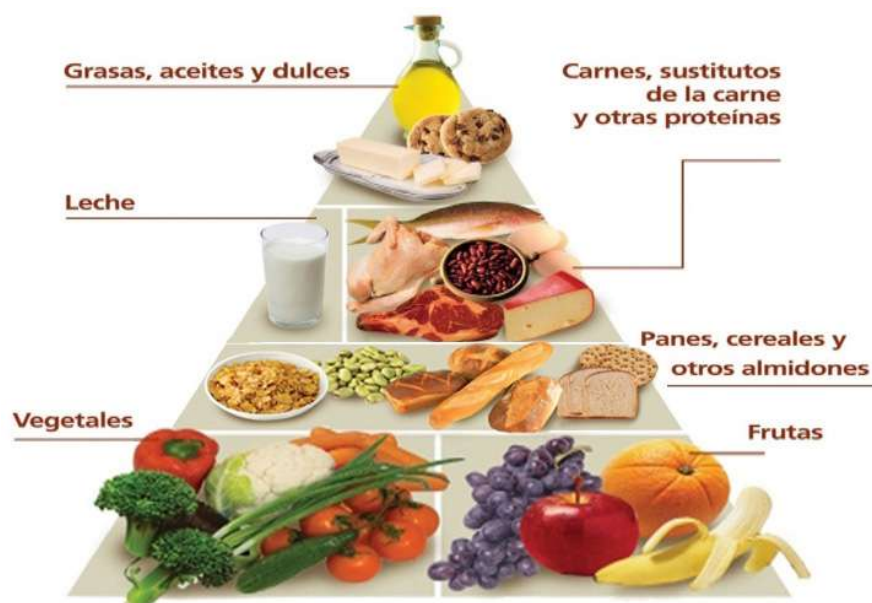 Grasas, aceites y dulces
Carnes, sustitutos
de la carne
y otras proteínas
Leche
Panes, cereales y
otros almidones
Vegetales
Frutas